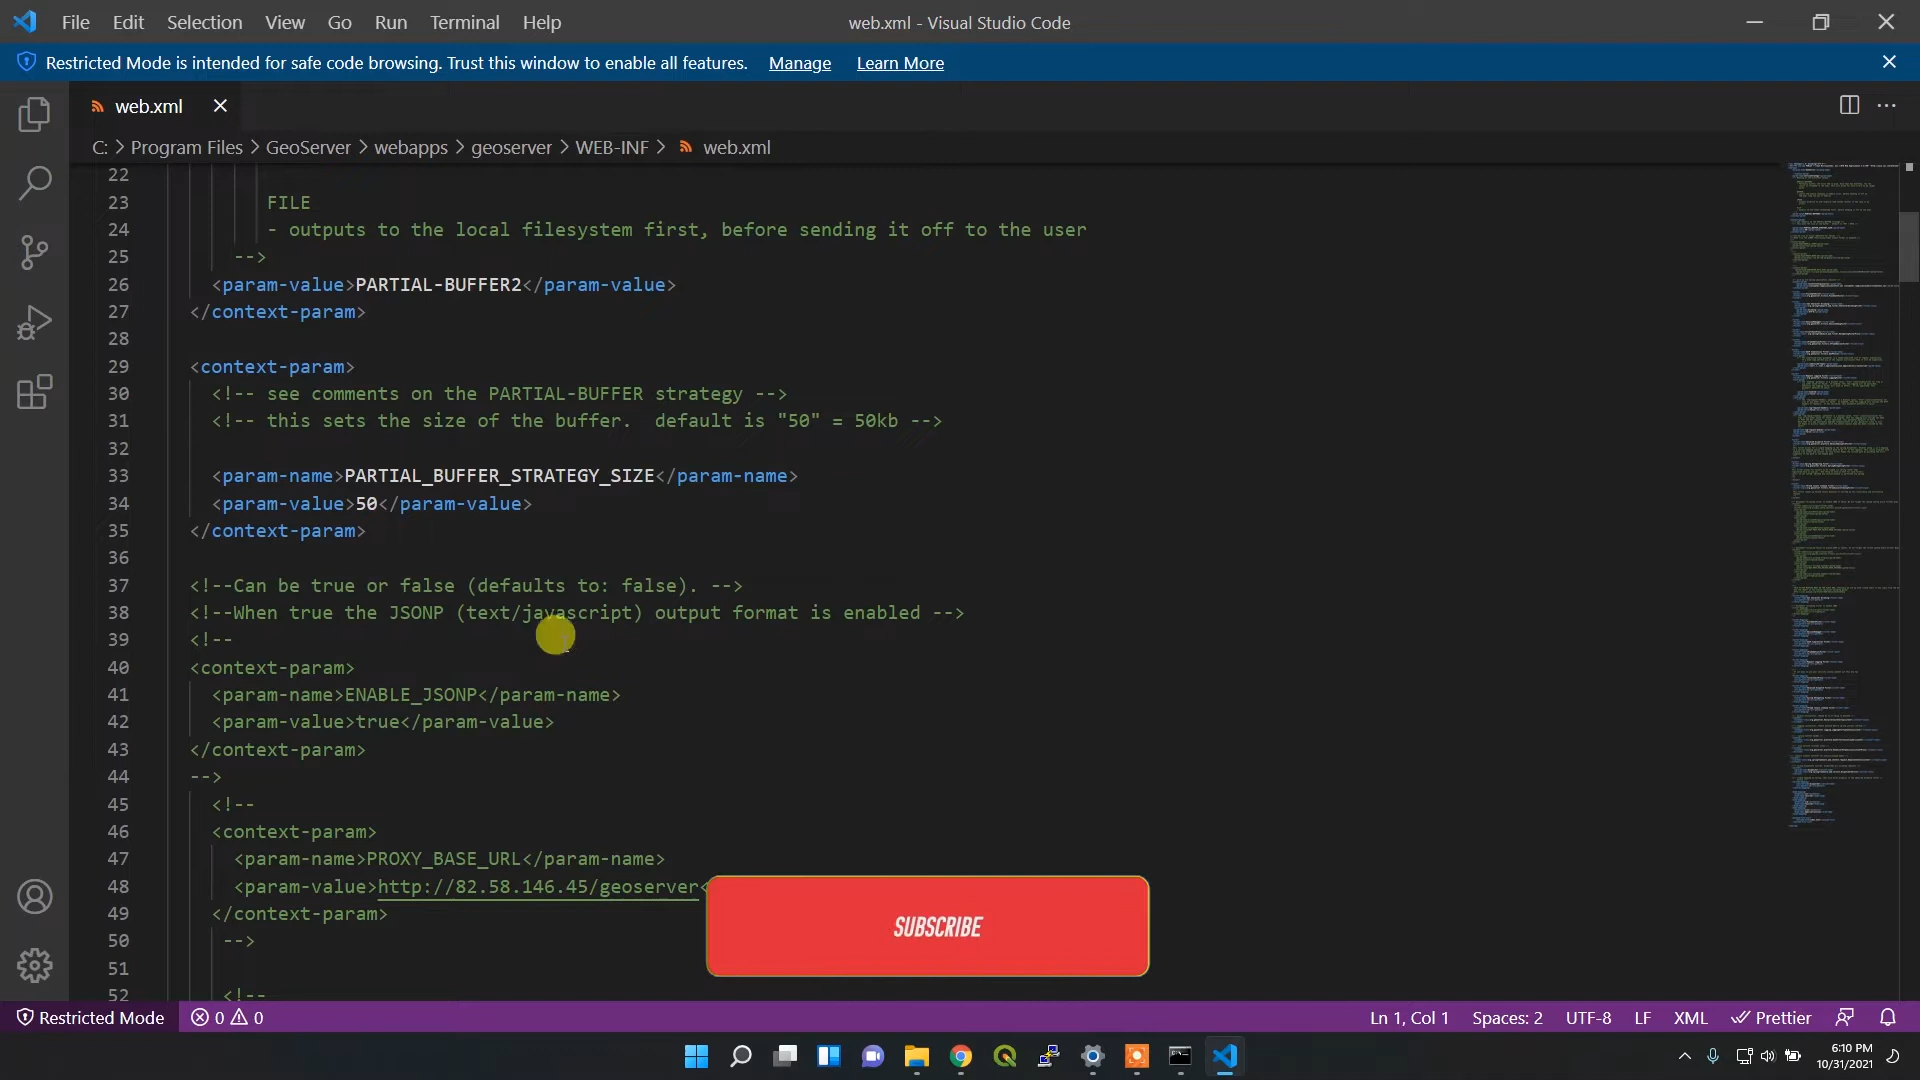 File Edit Selection View Go Run Terminal Help
web.xml - Visual Studio Code
Restricted Mode is intended for safe code browsing. Trust this window to enable all features. Manage Learn More
web.xml
C: > Program Files > GeoServer > webapps > geoserver > WEB-INF > web.xml
22
23 FILE
24 - outputs to the local filesystem first, before sending it off to the user
25 -->
26 <param-value>PARTIAL-BUFFER2</param-value>
27 </context-param>
28
29 <context-param>
30 <!-- see comments on the PARTIAL-BUFFER strategy -->
31 <!-- this sets the size of the buffer.  default is "50" = 50kb -->
32
33 <param-name>PARTIAL_BUFFER_STRATEGY_SIZE</param-name>
34 <param-value>50</param-value>
35 </context-param>
36
37 <!--Can be true or false (defaults to: false). -->
38 <!--When true the JSONP (text/javascript) output format is enabled -->
39 <!--
40 <context-param>
41 <param-name>ENABLE_JSONP</param-name>
42 <param-value>true</param-value>
43 </context-param>
44 -->
45 <!--
46 <context-param>
47 <param-name>PROXY_BASE_URL</param-name>
48 <param-value>http://82.58.146.45/geoserver<
49 </context-param>
50 -->
51
52 <!--
SUBSCRIBE
Restricted Mode 0 0 Ln 1, Col 1 Spaces: 2 UTF-8 LF XML Prettier
6:10 PM
10/31/2021